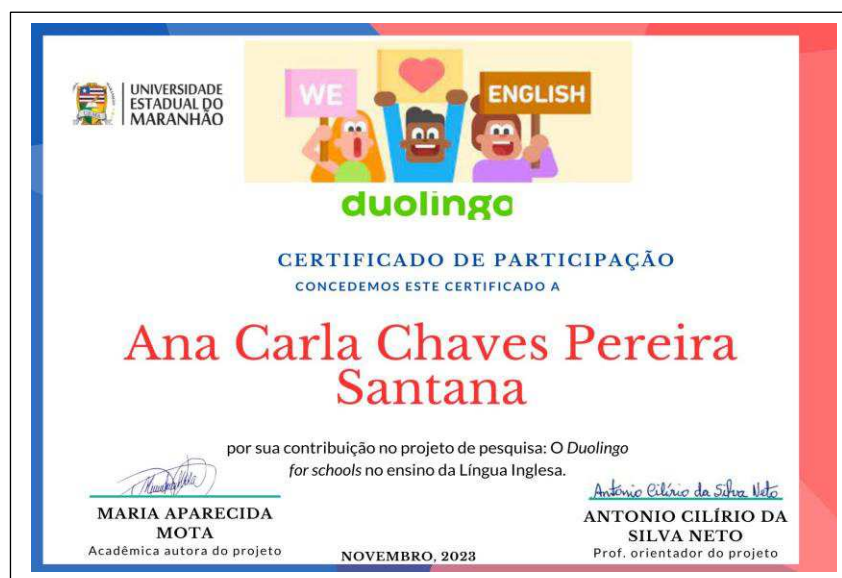 UNIVERSIDADE
ESTADUAL DO
MARANHÃO
WE
ENGLISH
duolingo
CERTIFICADO DE PARTICIPAÇÃO
CONCEDEMOS ESTE CERTIFICADO A
Ana Carla Chaves Pereira
Santana
por sua contribuição no projeto de pesquisa: O Duolingo
for schools no ensino da Língua Inglesa.
Antonio Cilírio da Silva Neto
MARIA APARECIDA
MOTA
Acadêmica autora do projeto
NOVEMBRO, 2023
ANTONIO CILÍRIO DA
SILVA NETO
Prof. orientador do projeto